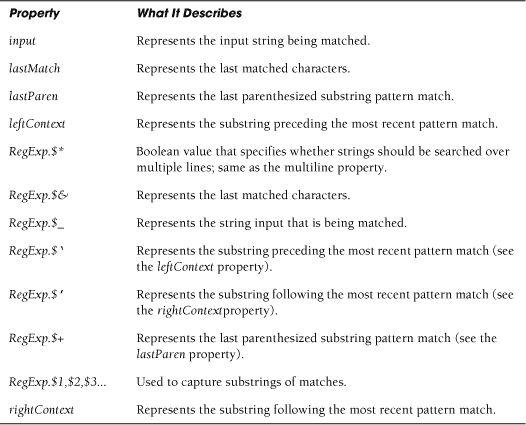 Property What It Describes
input Represents the input string being matched.
lastMatch Represents the last matched characters.
lastParen Represents the last parenthesized substring pattern match.
leftContext Represents the substring preceding the most recent pattern match.
RegExp.$* Boolean value that specifies whether strings should be searched over
multiple lines; same as the multiline property.
RegExp.$& Represents the last matched characters.
RegExp.$_ Represents the string input that is being matched.
RegExp.$‵ Represents the substring preceding the most recent pattern match (see
the leftContext property).
RegExp.$′ Represents the substring following the most recent pattern match (see
the rightContextproperty).
RegExp.$+ Represents the last parenthesized substring pattern match (see the
lastParen property).
RegExp.$1,$2,$3... Used to capture substrings of matches.
rightContext Represents the substring following the most recent pattern match.